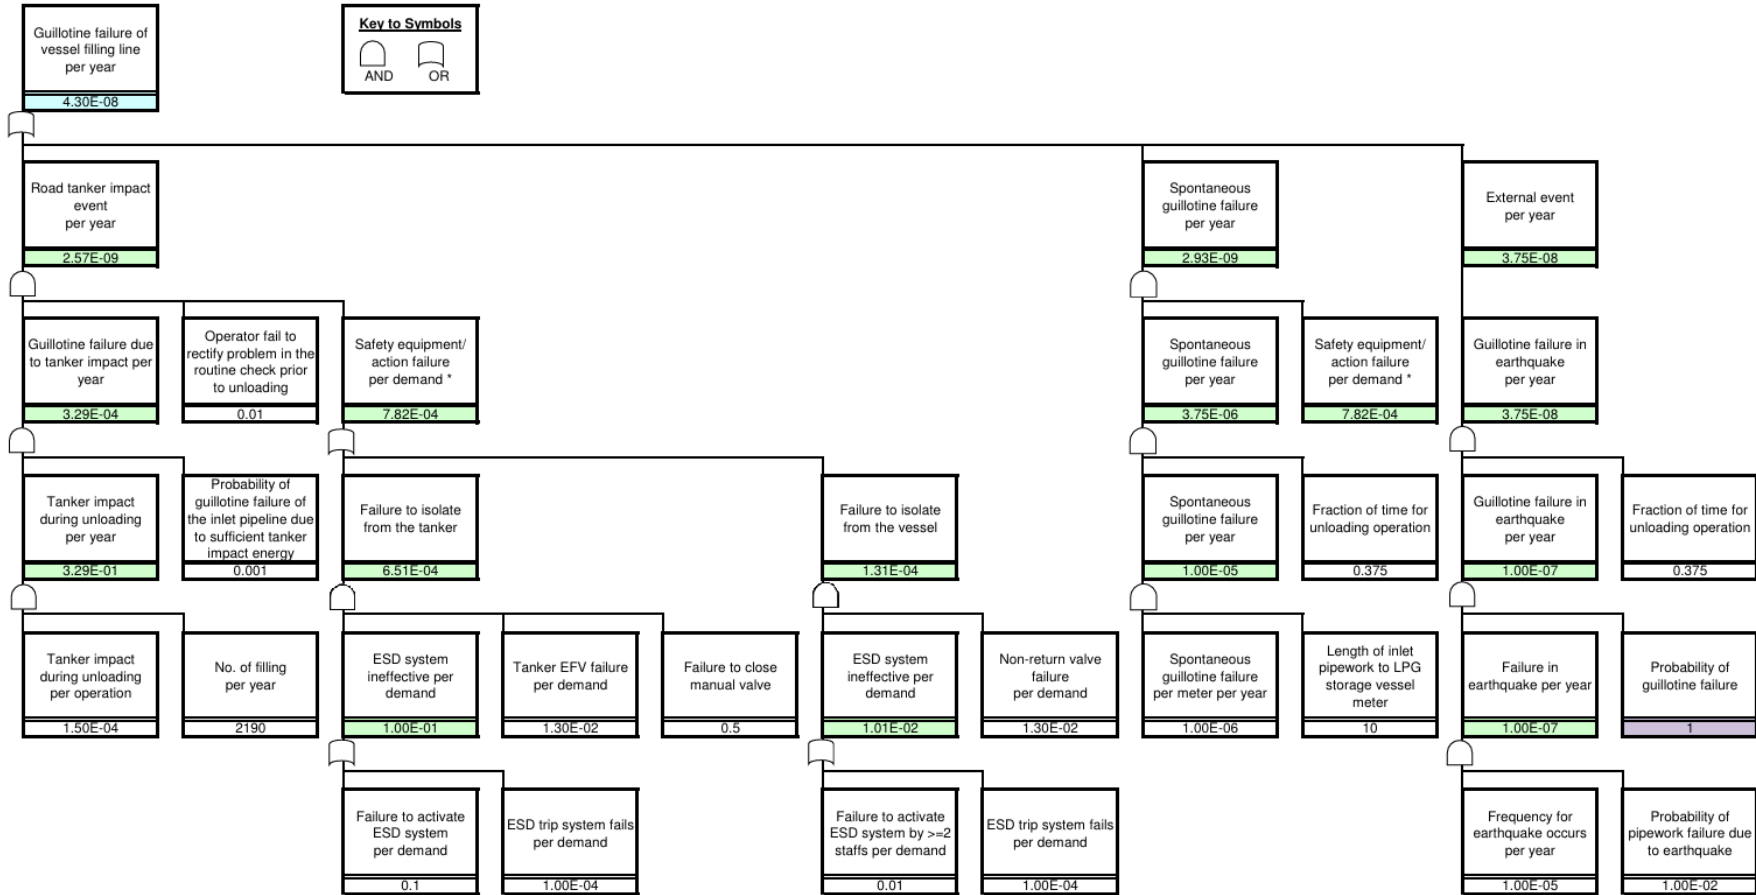 Guillotine failure of
vessel filling line
per year
4.30E-08
Key to Symbols
AND
OR
Road tanker impact
event
per year
2.57E-09
Spontaneous
guillotine failure
per year
2.93E-09
External event
per year
3.75E-08
Guillotine failure due
to tanker impact per
year
3.29E-04
Operator fail to
rectify problem in the
routine check prior
to unloading
0.01
Safety equipment/
action failure
per demand *
7.82E-04
Spontaneous
guillotine failure
per year
3.75E-06
Safety equipment/
action failure
per demand *
7.82E-04
Guillotine failure in
earthquake
per year
3.75E-08
Tanker impact
during unloading
per year
3.29E-01
Probability of
guillotine failure of
the inlet pipeline due
to sufficient tanker
impact energy
0.001
Failure to isolate
from the tanker
6.51E-04
Failure to isolate
from the vessel
1.31E-04
Spontaneous
guillotine failure
per year
1.00E-05
Fraction of time for
unloading operation
0.375
Guillotine failure in
earthquake
per year
1.00E-07
Fraction of time for
unloading operation
0.375
Tanker impact
during unloading
per operation
1.50E-04
No. of filling
per year
2190
ESD system
ineffective per
demand
1.00E-01
Tanker EFV failure
per demand
1.30E-02
Failure to close
manual valve
0.5
ESD system
ineffective per
demand
1.01E-02
Non-return valve
failure
per demand
1.30E-02
Spontaneous
guillotine failure
per meter per year
1.00E-06
Length of inlet
pipework to LPG
storage vessel
meter
10
Failure in
earthquake per year
1.00E-07
Probability of
guillotine failure
1
Failure to activate
ESD system
per demand
0.1
ESD trip system fails
per demand
1.00E-04
Failure to activate
ESD system by >=2
staffs per demand
0.01
ESD trip system fails
per demand
1.00E-04
Frequency for
earthquake occurs
per year
1.00E-05
Probability of
pipework failure due
to earthquake
1.00E-02